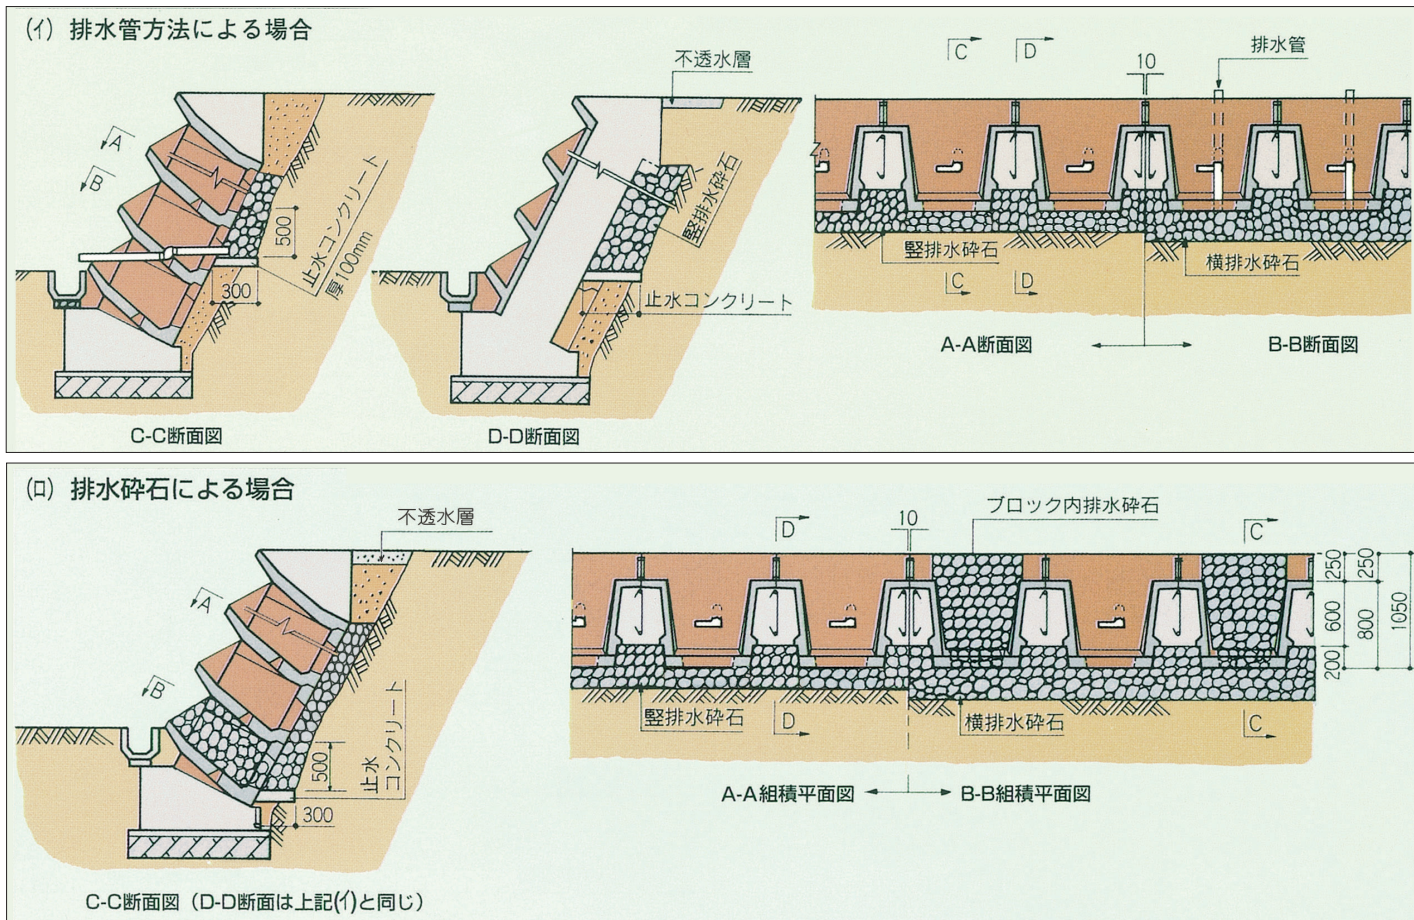 (イ) 排水管方法による場合
不透水層
C
D
10
排水管
A
B
500
300
止水コンクリート
厚100mm
竪排水砕石
止水コンクリート
竪排水砕石
横排水砕石
C
D
A-A断面図
B-B断面図
C-C断面図
D-D断面図
(ロ) 排水砕石による場合
不透水層
D
10
ブロック内排水砕石
C
A
B
250
250
600
800
1050
200
500
止水
コンクリート
300
竪排水砕石
D
横排水砕石
C
A-A組積平面図
B-B組積平面図
C-C断面図（D-D断面は上記(イ)と同じ）